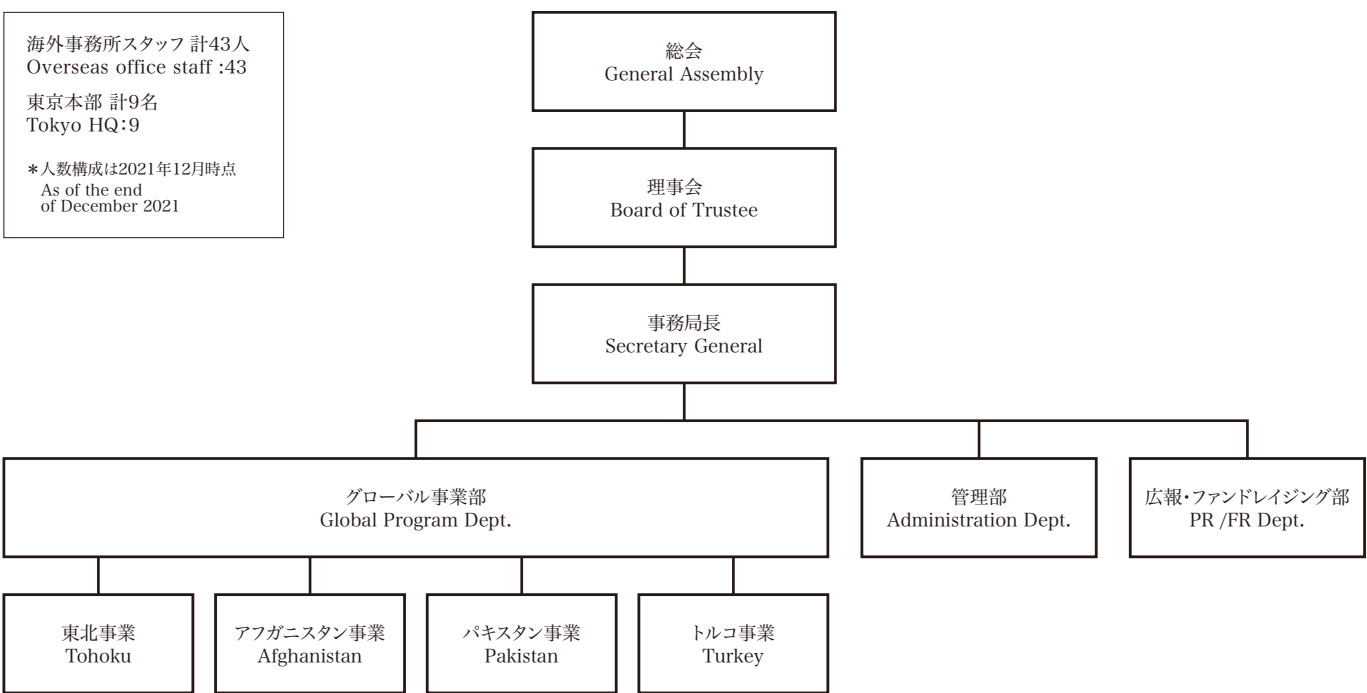 海外事務所スタッフ 計43人
Overseas office staff :43
東京本部 計9名
Tokyo HQ：9
＊人数構成は2021年12月時点
As of the end
of December 2021
総会
General Assembly
理事会
Board of Trustee
事務局長
Secretary General
グローバル事業部
Global Program Dept.
管理部
Administration Dept.
広報・ファンドレイジング部
PR /FR Dept.
東北事業
Tohoku
アフガニスタン事業
Afghanistan
パキスタン事業
Pakistan
トルコ事業
Turkey